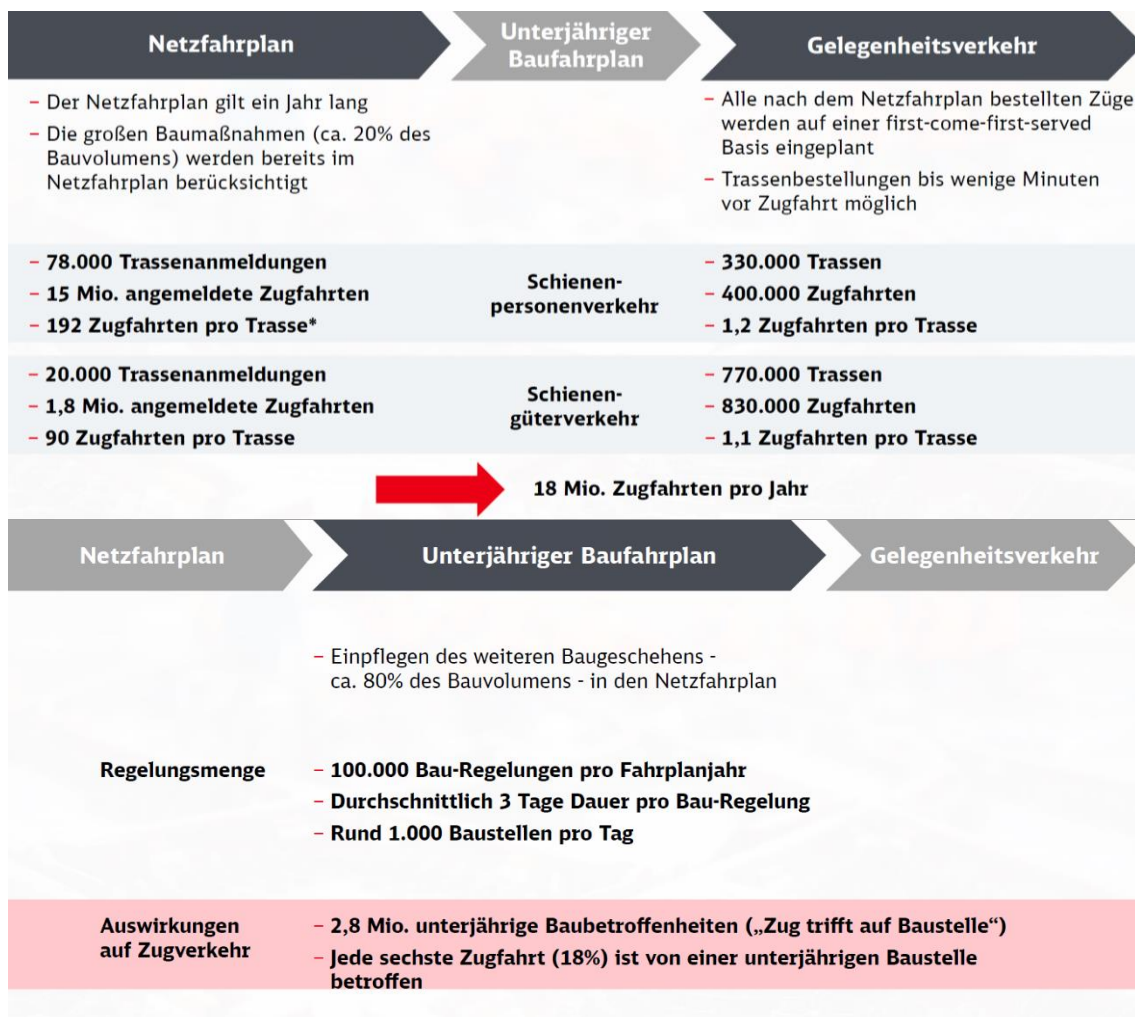 Netzfahrplan
Unterjähriger
Baufahrplan
Gelegenheitsverkehr
– Der Netzfahrplan gilt ein Jahr lang
– Die großen Baumaßnahmen (ca. 20% des
Bauvolumens) werden bereits im
Netzfahrplan berücksichtigt
– Alle nach dem Netzfahrplan bestellten Züge
werden auf einer first-come-first-served
Basis eingeplant
– Trassenbestellungen bis wenige Minuten
vor Zugfahrt möglich
– 78.000 Trassenanmeldungen
– 15 Mio. angemeldete Zugfahrten
– 192 Zugfahrten pro Trasse*
Schienen-
personenverkehr
– 330.000 Trassen
– 400.000 Zugfahrten
– 1,2 Zugfahrten pro Trasse
– 20.000 Trassenanmeldungen
– 1,8 Mio. angemeldete Zugfahrten
– 90 Zugfahrten pro Trasse
Schienen-
güterverkehr
– 770.000 Trassen
– 830.000 Zugfahrten
– 1,1 Zugfahrten pro Trasse
18 Mio. Zugfahrten pro Jahr
Netzfahrplan
Unterjähriger Baufahrplan
Gelegenheitsverkehr
– Einpflegen des weiteren Baugeschehens -
ca. 80% des Bauvolumens - in den Netzfahrplan
Regelungsmenge
– 100.000 Bau-Regelungen pro Fahrplanjahr
– Durchschnittlich 3 Tage Dauer pro Bau-Regelung
– Rund 1.000 Baustellen pro Tag
Auswirkungen
auf Zugverkehr
– 2,8 Mio. unterjährige Baubetroffenheiten („Zug trifft auf Baustelle“)
– Jede sechste Zugfahrt (18%) ist von einer unterjährigen Baustelle
betroffen